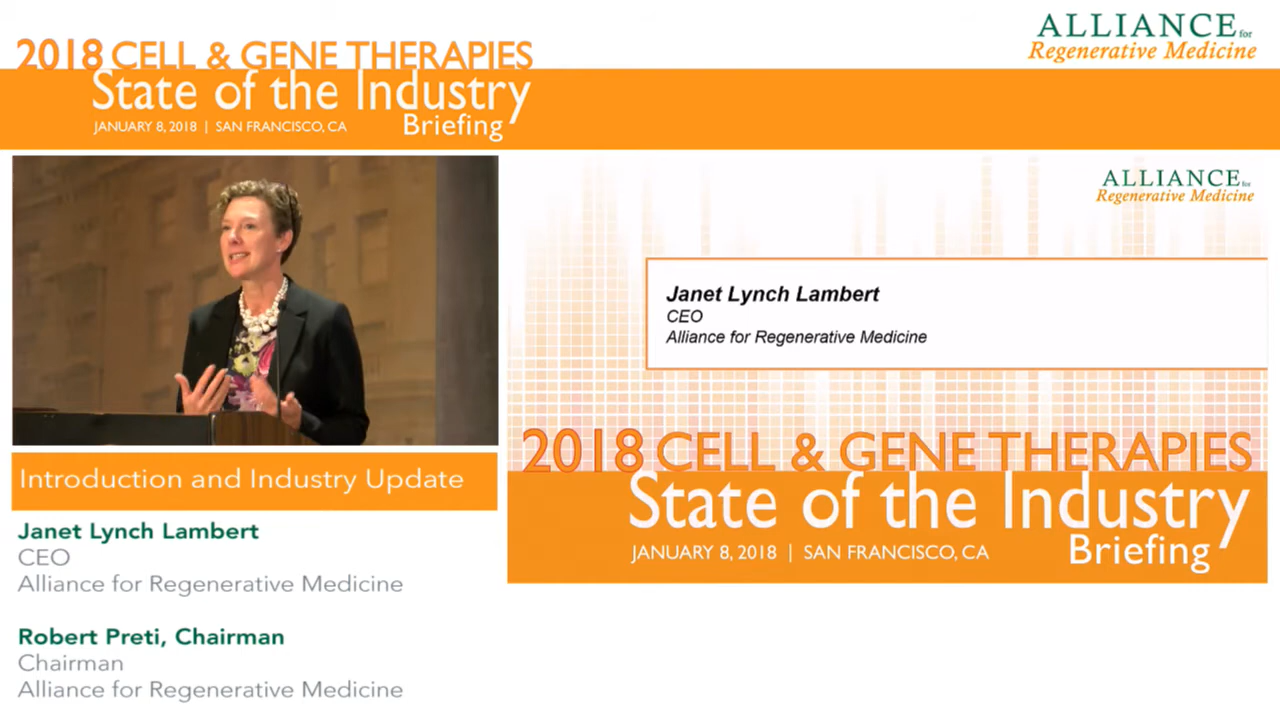 2018 CELL & GENE THERAPIES
State of the Industry
JANUARY 8, 2018 | SAN FRANCISCO, CA
Briefing
ALLIANCE for
Regenerative Medicine
ALLIANCE for
Regenerative Medicine
Janet Lynch Lambert
CEO
Alliance for Regenerative Medicine
2018 CELL & GENE THERAPIES
State of the Industry
JANUARY 8, 2018 | SAN FRANCISCO, CA
Briefing
Introduction and Industry Update
Janet Lynch Lambert
CEO
Alliance for Regenerative Medicine
Robert Preti, Chairman
Chairman
Alliance for Regenerative Medicine